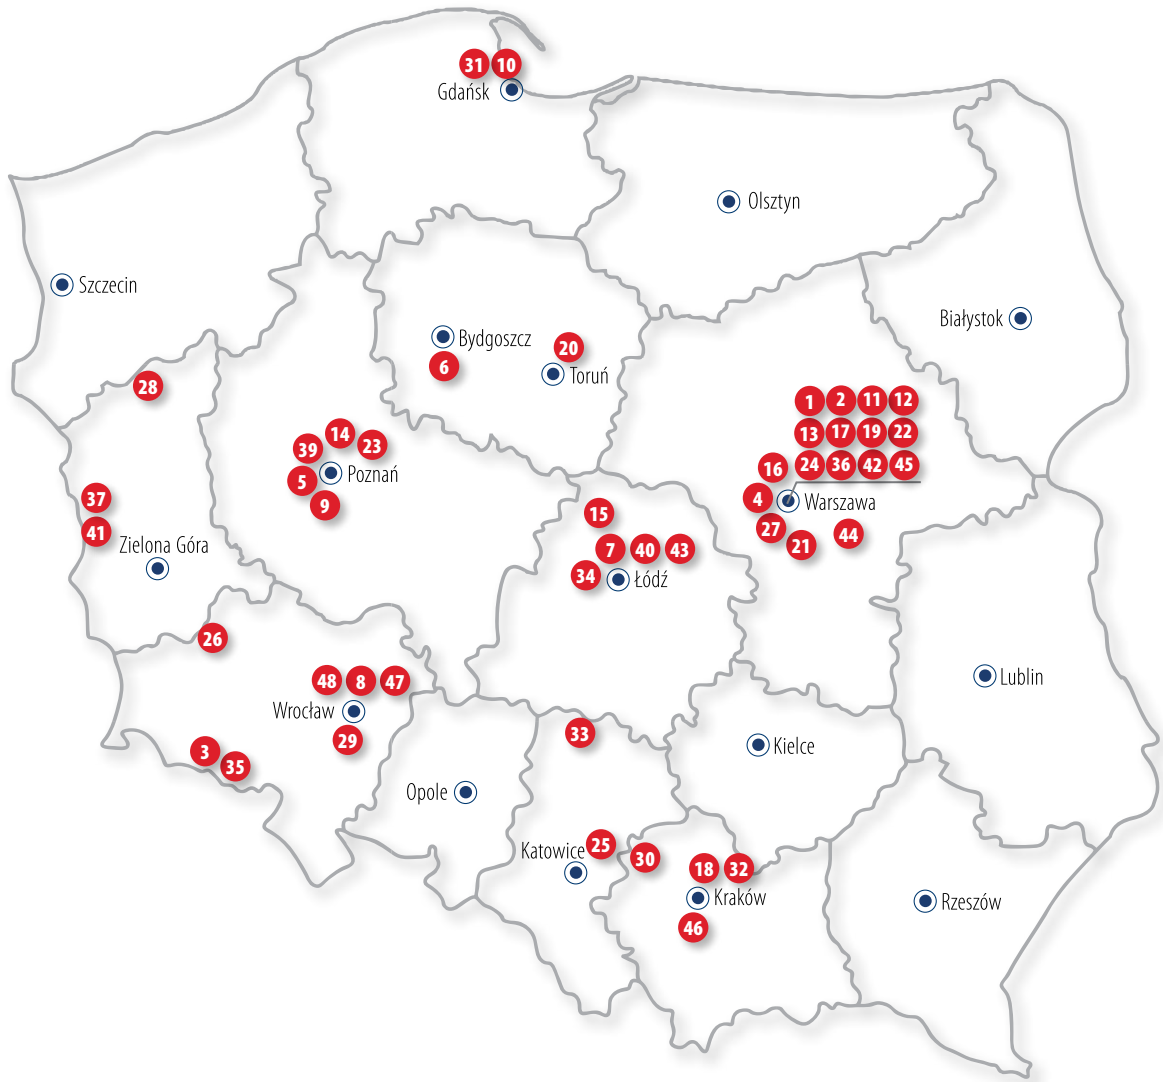 31 10
Gdańsk
Olsztyn
Szczecin
Białystok
Bydgoszcz
6
20
Toruń
28
1 2 11 12
13 17 19 22
24 36 42 45
16
4
Warszawa
27
21
44
14
39
23
5
Poznań
9
37
41
Zielona Góra
15
7 40 43
34
Łódź
26
48 8 47
Wrocław
29
3
35
Lublin
33
Kielce
Opole
Katowice
25
30
18 32
Kraków
46
Rzeszów